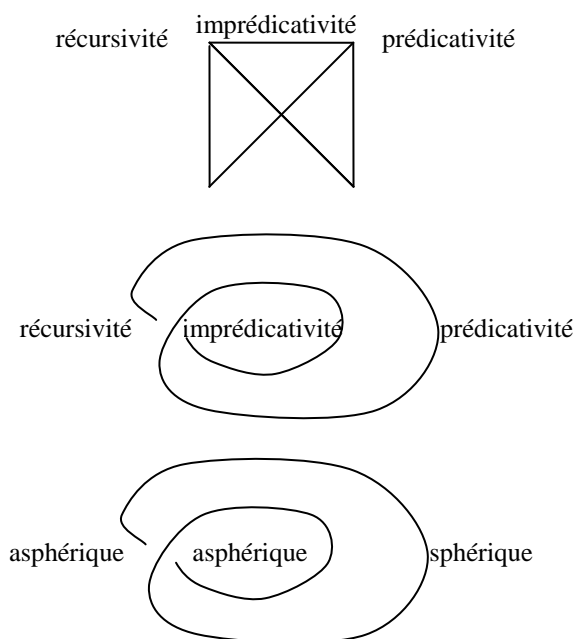 imprédicativité
récursivité prédicativité
récursivité imprédicativité prédicativité
asphérique asphérique sphérique